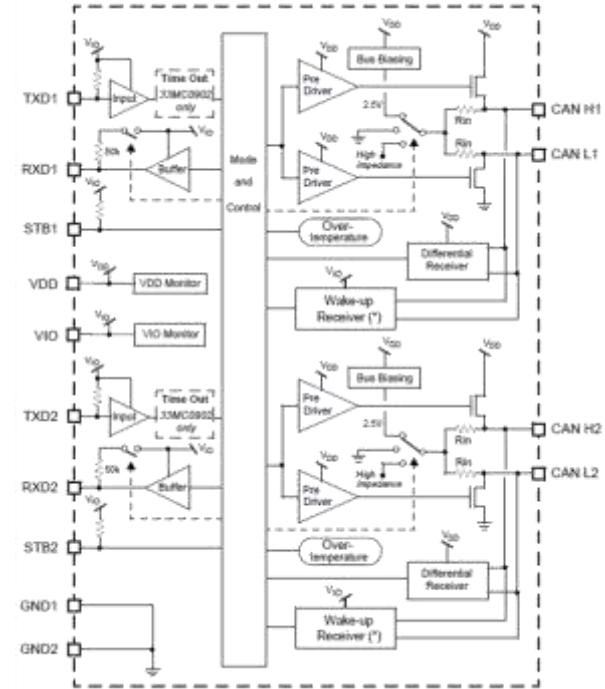 VIO
VDD
VDD
Bus Biasing
VDD
TXD1
Input
Time Out
33MC0902
only
Pre
Driver
2.5V
Rin
CAN H1
RXD1
50k
VIO
Buffer
Mode
and
Control
VDD
Pre
Driver
High
Impedance
Rin
CAN L1
VIO
STB1
Over-
temperature
VDD
Differential
Receiver
VDD
VDD
VDD Monitor
VIO
Wake-up
Receiver (*)
VIO
VIO
VIO Monitor
VIO
VDD
VDD
Bus Biasing
VDD
TXD2
Input
Time Out
33MC0902
only
Pre
Driver
2.5V
Rin
CAN H2
RXD2
50k
VIO
Buffer
VDD
Pre
Driver
High
Impedance
Rin
CAN L2
VIO
STB2
Over-
temperature
VDD
Differential
Receiver
GND1
VIO
Wake-up
Receiver (*)
GND2